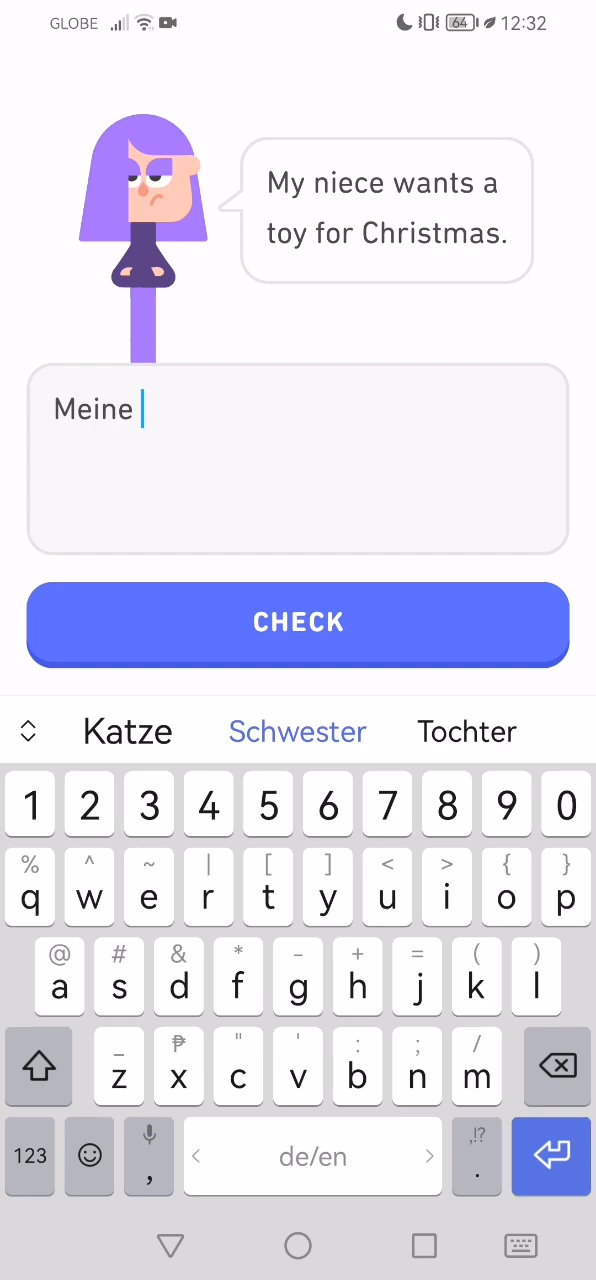 GLOBE 64 12:32
My niece wants a
toy for Christmas.
Meine
CHECK
Katze Schwester Tochter
1 2 3 4 5 6 7 8 9 0
% ^ ~ | [ ] < > { }
q w e r t y u i o p
@ # & * - + = ( )
a s d f g h j k l
_ ₱ " ' : ; /
z x c v b n m
123 , < de/en > ,!? .